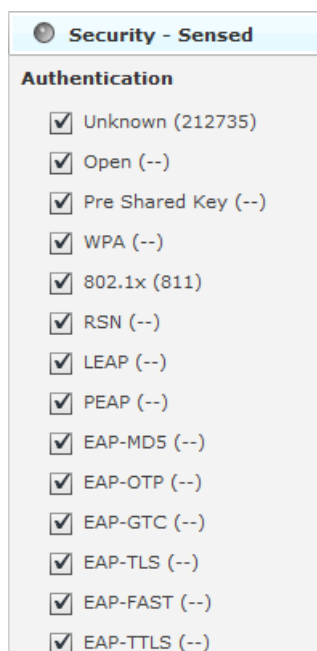 Security - Sensed
Authentication
Unknown (212735)
Open (--)
Pre Shared Key (--)
WPA (--)
802.1x (811)
RSN (--)
LEAP (--)
PEAP (--)
EAP-MD5 (--)
EAP-OTP (--)
EAP-GTC (--)
EAP-TLS (--)
EAP-FAST (--)
EAP-TTLS (--)